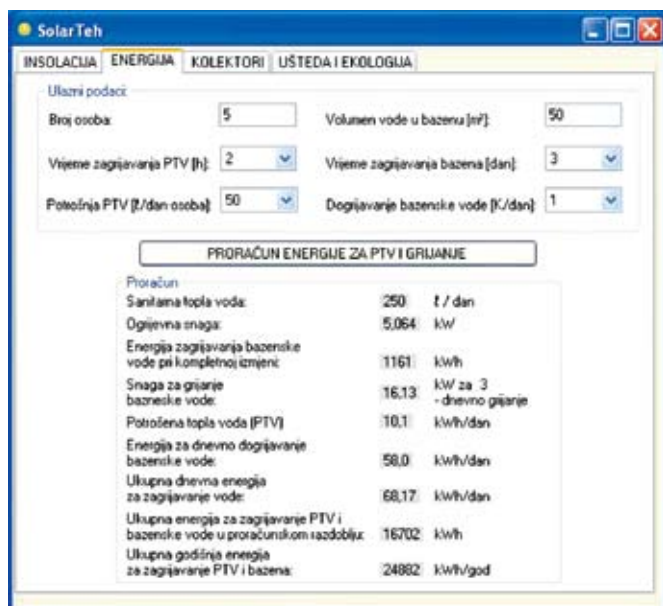 SolarTeh
INSOLACIJA ENERGIJA KOLEKTORI UŠTEDA I EKOLOGIJA
Ulazni podaci:
Broj osoba: 5 Volumen vode u bazenu [m³]: 50
Vrijeme zagrijavanja PTV [h]: 2 Vrijeme zagrijavanja bazena [dan]: 3
Potrošnja PTV [ℓ/dan osoba]: 50 Dogrijavanje bazenske vode [K/dan]: 1
PRORAČUN ENERGIJE ZA PTV I GRIJANJE
Proračun
Sanitarna topla voda: 250 ℓ / dan
Ogrijevna snaga: 5,064 kW
Energija zagrijavanja bazenske
vode pri kompletnoj izmjeni: 1161 kWh
Snaga za grijanje
bazneske vode: 16,13 kW za 3
- dnevno grijanje
Potrošena topla voda (PTV) 10,1 kWh/dan
Energija za dnevno dogrijavanje
bazenske vode: 58,0 kWh/dan
Ukupna dnevna energija
za zagrijavanje vode: 68,17 kWh/dan
Ukupna energija za zagrijavanje PTV i
bazenske vode u proračunskom razdoblju: 16702 kWh
Ukupna godišnja energija
za zagrijavanje PTV i bazena: 24882 kWh/god